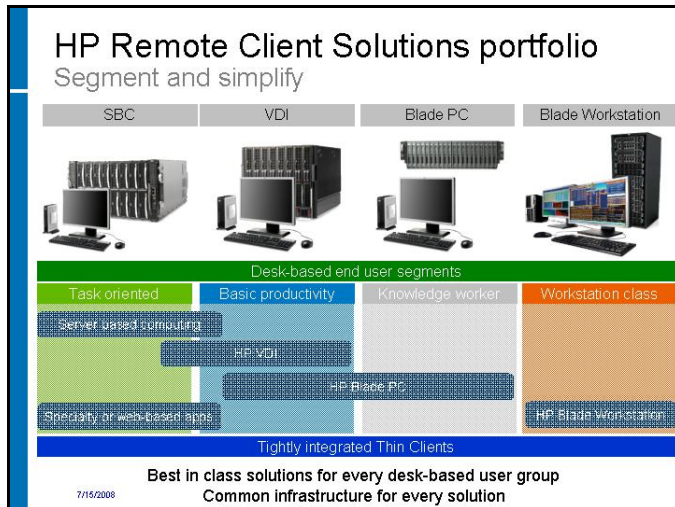 HP Remote Client Solutions portfolio
Segment and simplify
SBC VDI Blade PC Blade Workstation
Desk-based end user segments
Task oriented Basic productivity Knowledge worker Workstation class
Server based computing
HP VDI
HP Blade PC
Specialty or web-based apps HP Blade Workstation
Tightly integrated Thin Clients
Best in class solutions for every desk-based user group
7/15/2008 Common infrastructure for every solution